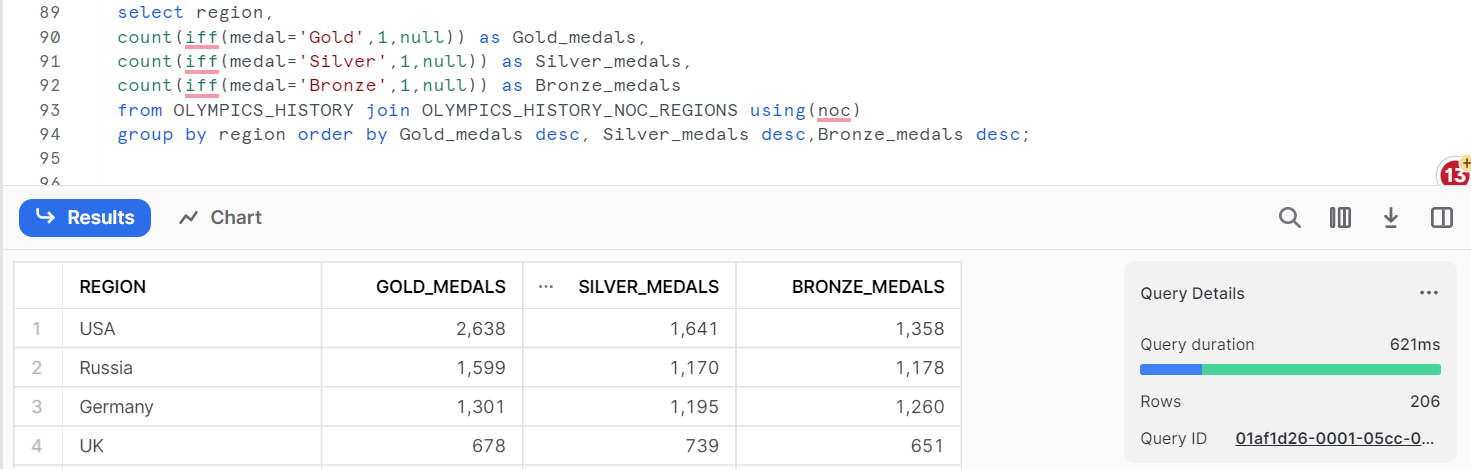 89 select region,
90 count(iff(medal='Gold',1,null)) as Gold_medals,
91 count(iff(medal='Silver',1,null)) as Silver_medals,
92 count(iff(medal='Bronze',1,null)) as Bronze_medals
93 from OLYMPICS_HISTORY join OLYMPICS_HISTORY_NOC_REGIONS using(noc)
94 group by region order by Gold_medals desc, Silver_medals desc,Bronze_medals desc;
95
96
13+
Results Chart
REGION GOLD_MEDALS ... SILVER_MEDALS BRONZE_MEDALS
1 USA 2,638 1,641 1,358
2 Russia 1,599 1,170 1,178
3 Germany 1,301 1,195 1,260
4 UK 678 739 651
Query Details ...
Query duration 621ms
Rows 206
Query ID 01af1d26-0001-05cc-0...